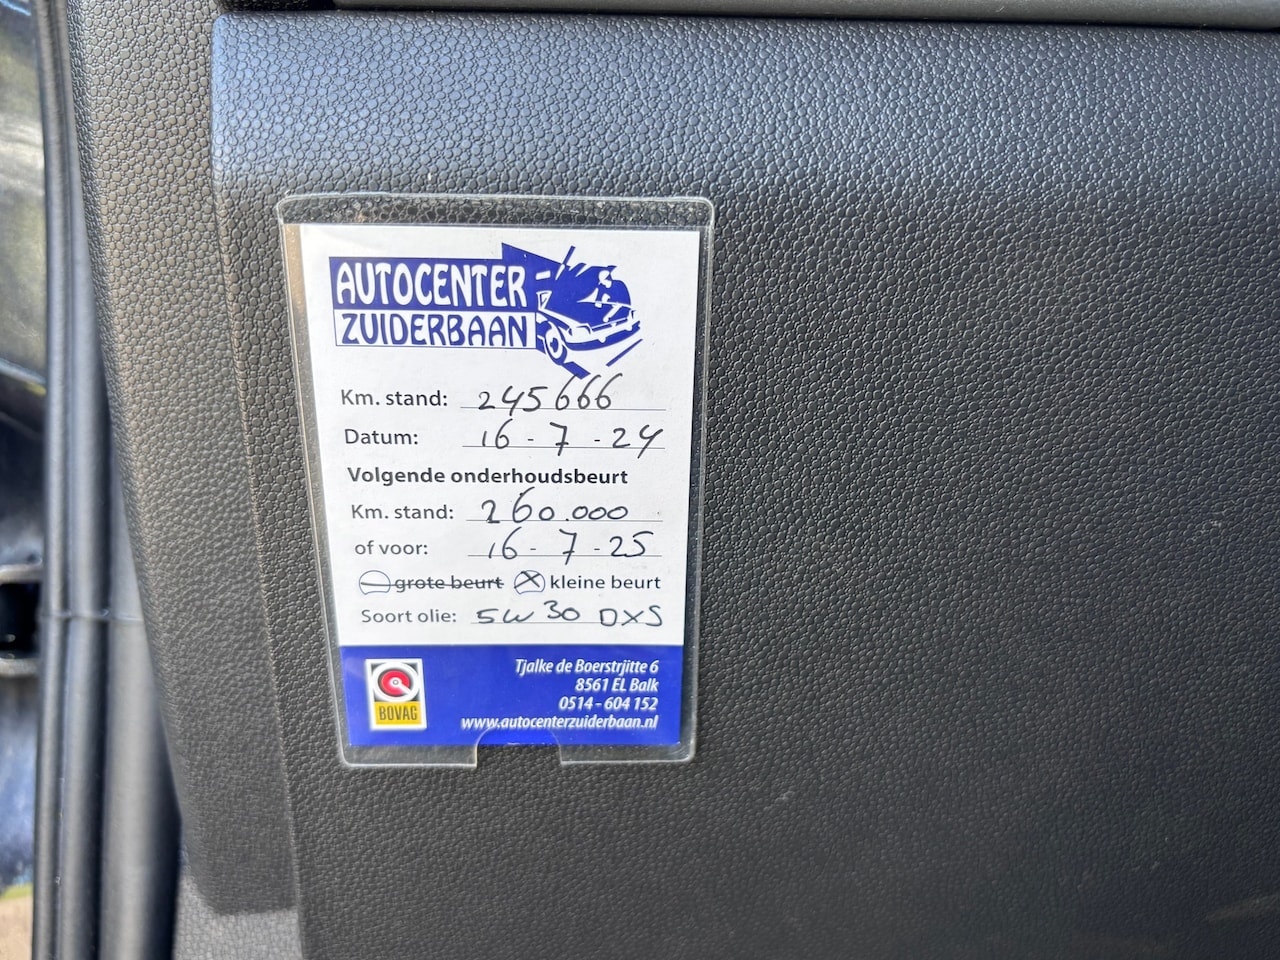 AUTOCENTER
ZUIDERBAAN
Km. stand: 245666
Datum: 16-7-24
Volgende onderhoudsbeurt
Km. stand: 260.000
of voor: 16-7-25
grote beurt kleine beurt
Soort olie: 5W30 DXS
Tjalke de Boerstrjitte 6
8561 EL Balk
0514 - 604 152
BOVAG
www.autocenterzuiderbaan.nl